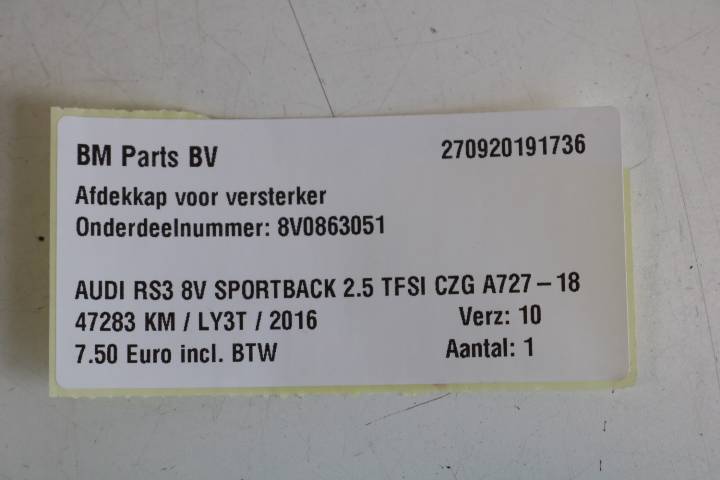 BM Parts BV 270920191736
Afdekkap voor versterker
Onderdeelnummer: 8V0863051
AUDI RS3 8V SPORTBACK 2.5 TFSI CZG A727 – 18
47283 KM / LY3T / 2016 Verz: 10
7.50 Euro incl. BTW Aantal: 1